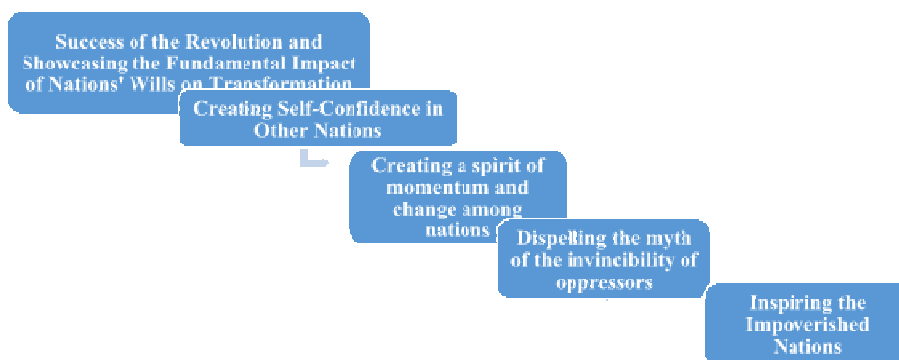 Success of the Revolution and
Showcasing the Fundamental Impact
of Nations' Wills on Transformation
Creating Self-Confidence in
Other Nations
Creating a spirit of
momentum and
change among
nations
Dispelling the myth
of the invincibility of
oppressors
Inspiring the
Impoverished
Nations